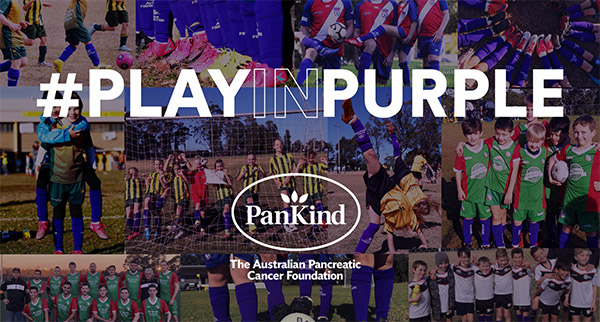 #PLAYINPURPLE
PanKind
The Australian Pancreatic
Cancer Foundation